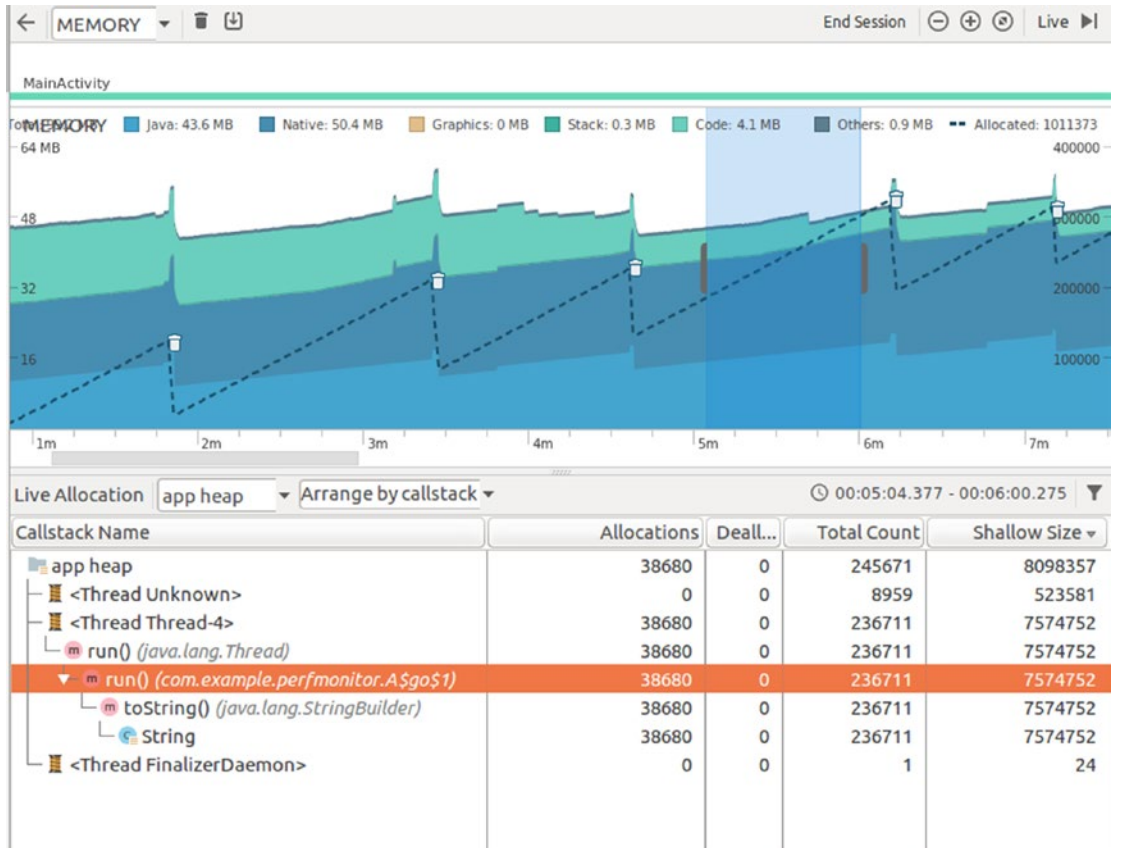 MEMORY End Session Live
MainActivity
MEMORY Java: 43.6 MB Native: 50.4 MB Graphics: 0 MB Stack: 0.3 MB Code: 4.1 MB Others: 0.9 MB Allocated: 1011373
64 MB 400000
48 300000
32 200000
16 100000
1m 2m 3m 4m 5m 6m 7m
Live Allocation app heap Arrange by callstack 00:05:04.377 - 00:06:00.275
Callstack Name Allocations Deall... Total Count Shallow Size
app heap 38680 0 245671 8098357
<Thread Unknown> 0 0 8959 523581
<Thread Thread-4> 38680 0 236711 7574752
m run() (java.lang.Thread) 38680 0 236711 7574752
m run() (com.example.perfmonitor.A$go$1) 38680 0 236711 7574752
m toString() (java.lang.StringBuilder) 38680 0 236711 7574752
C String 38680 0 236711 7574752
<Thread FinalizerDaemon> 0 0 1 24